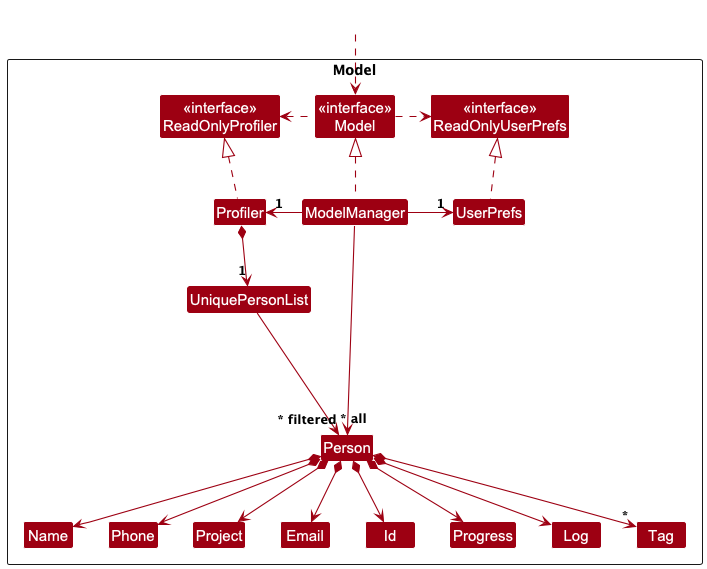 Model
«interface»
ReadOnlyProfiler
«interface»
Model
«interface»
ReadOnlyUserPrefs
Profiler
1
ModelManager
1
UserPrefs
1
UniquePersonList
* filtered
* all
Person
*
Name
Phone
Project
Email
Id
Progress
Log
Tag